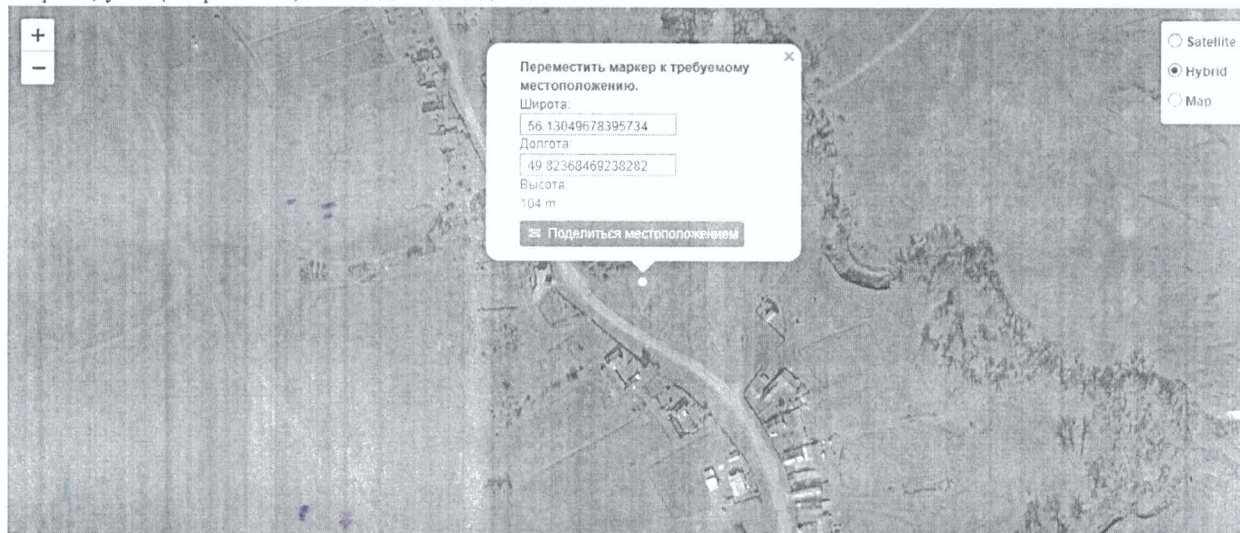 +
−
Переместить маркер к требуемому
местоположению.
Широта:
56.13049678395734
Долгота:
49.82368469238282
Высота:
104 m
Поделиться местоположением
×
Satellite
Hybrid
Map